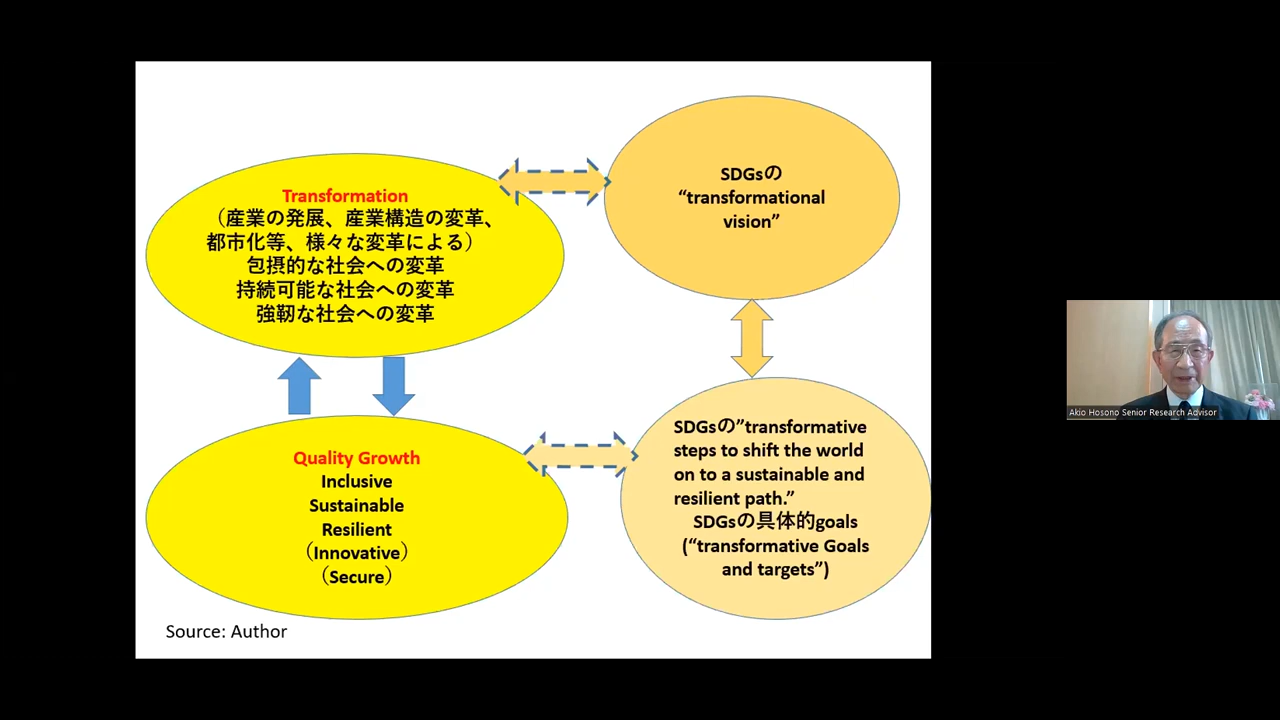 Transformation
（産業の発展、産業構造の変革、
都市化等、様々な変革による）
包摂的な社会への変革
持続可能な社会への変革
強靭な社会への変革
SDGsの
“transformational
vision”
Quality Growth
Inclusive
Sustainable
Resilient
（Innovative）
（Secure）
SDGsの”transformative
steps to shift the world
on to a sustainable and
resilient path.”
SDGsの具体的goals
(“transformative Goals
and targets”)
Source: Author
Akio Hosono Senior Research Advisor